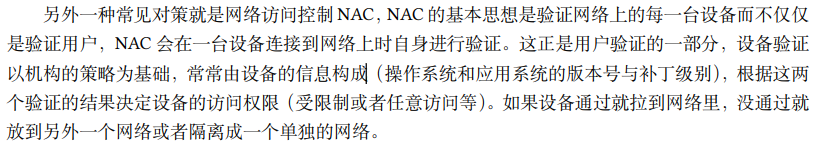 另外一种常见对策就是网络访问控制 NAC，NAC 的基本思想是验证网络上的每一台设备而不仅仅
是验证用户，NAC 会在一台设备连接到网络上时自身进行验证。这正是用户验证的一部分，设备验证
以机构的策略为基础，常常由设备的信息构成（操作系统和应用系统的版本号与补丁级别），根据这两
个验证的结果决定设备的访问权限（受限制或者任意访问等）。如果设备通过就拉到网络里，没通过就
放到另外一个网络或者隔离成一个单独的网络。